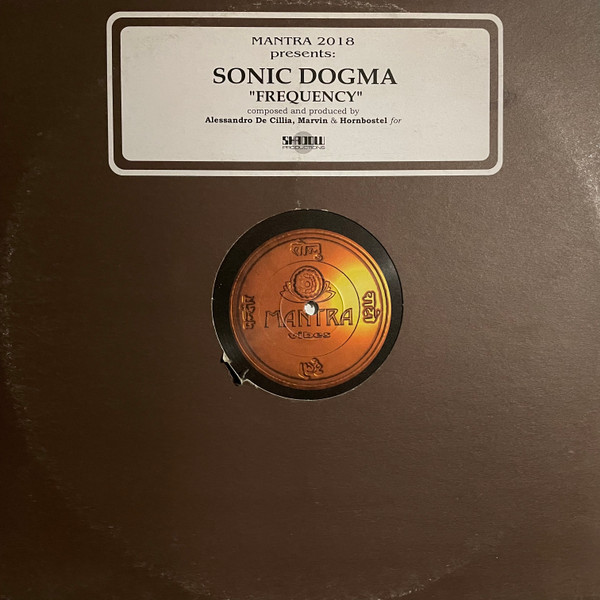 MANTRA 2018
presents:
SONIC DOGMA
"FREQUENCY"
composed and produced by
Alessandro De Cillia, Marvin & Hornbostel for
SHADOW
PRODUCTIONS
MANTRA
vibes